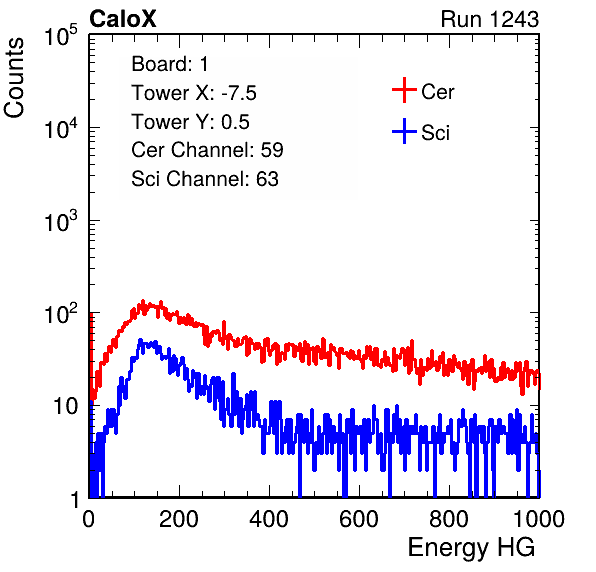 CaloX Run 1243
Counts
10^5
10^4
10^3
10^2
10
1
Board: 1
Tower X: -7.5
Tower Y: 0.5
Cer Channel: 59
Sci Channel: 63
Cer
Sci
0 200 400 600 800 1000
Energy HG